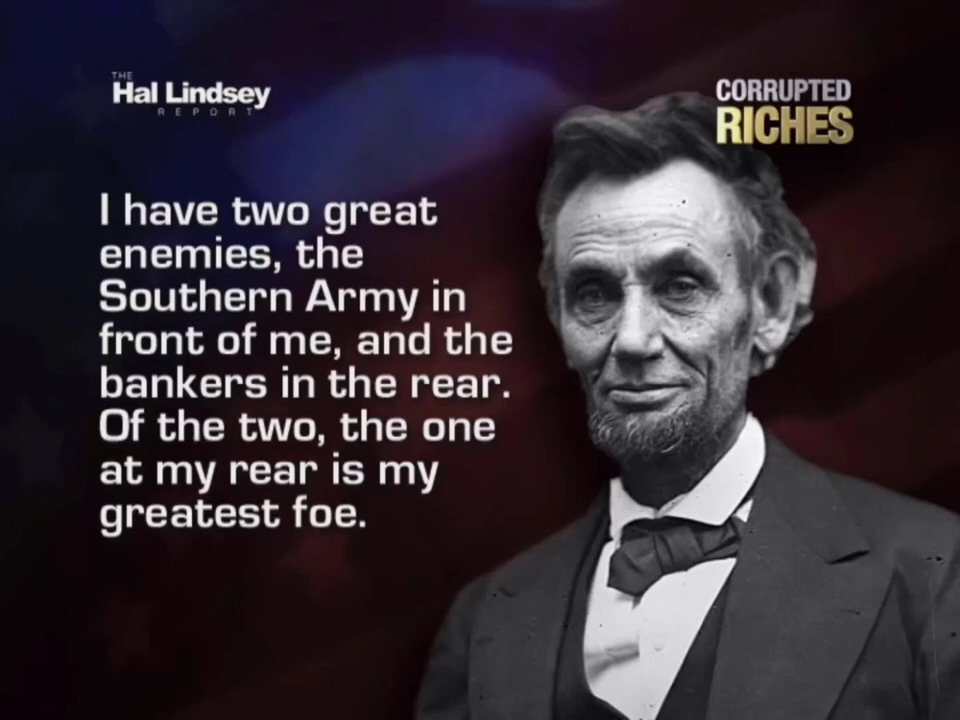 THE
Hal Lindsey
REPORT
CORRUPTED
RICHES
I have two great
enemies, the
Southern Army in
front of me, and the
bankers in the rear.
Of the two, the one
at my rear is my
greatest foe.